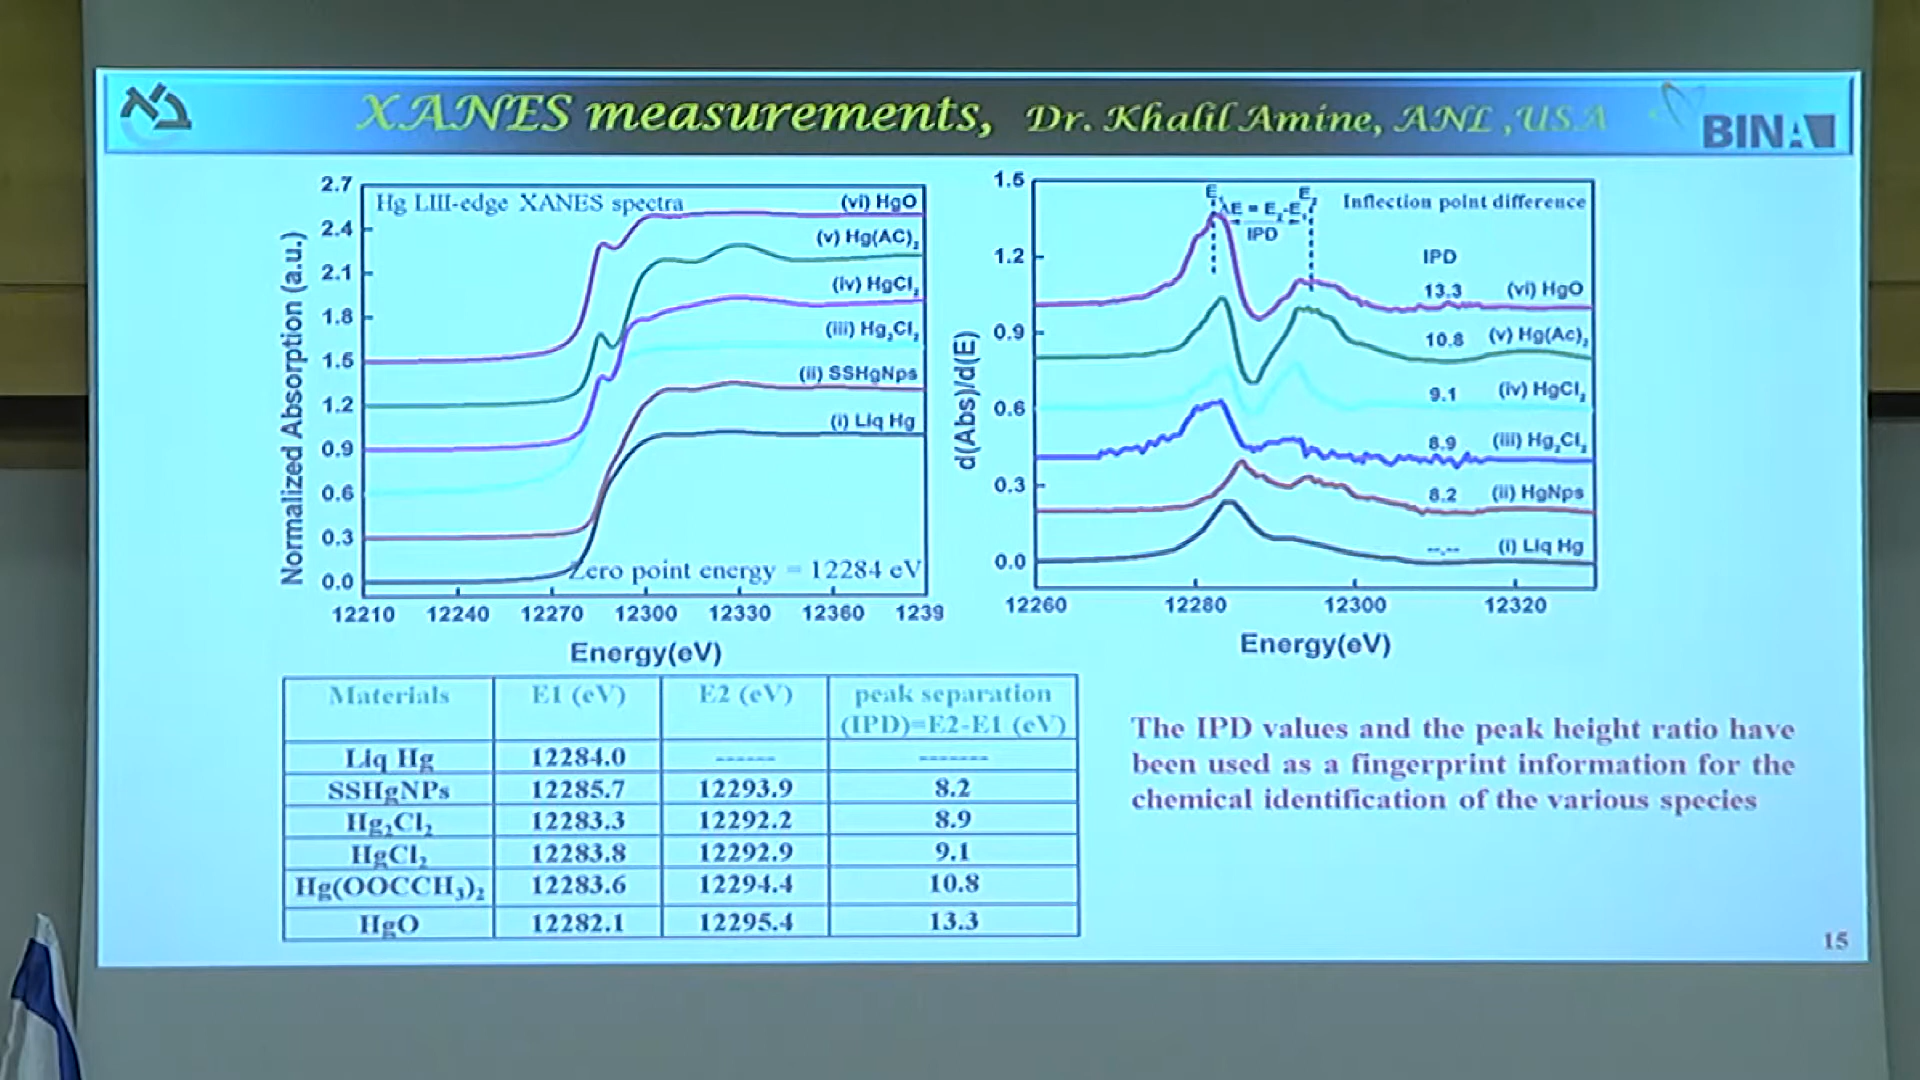 XANES measurements, Dr. Khalil Amine, ANL ,USA
BINA
Hg LIII-edge XANES spectra
(vi) HgO
(v) Hg(AC)₂
(iv) HgCl₂
(iii) Hg₂Cl₂
(ii) SSHgNps
(i) Liq Hg
Zero point energy = 12284 eV
Normalized Absorption (a.u.)
2.7
2.4
2.1
1.8
1.5
1.2
0.9
0.6
0.3
0.0
12210 12240 12270 12300 12330 12360 1239
Energy(eV)
E₁ E₂ Inflection point difference
ΔE = E₂-E₁
IPD
IPD
13.3 (vi) HgO
10.8 (v) Hg(Ac)₂
9.1 (iv) HgCl₂
8.9 (iii) Hg₂Cl₂
8.2 (ii) HgNps
--.-- (i) Liq Hg
d(Abs)/d(E)
1.5
1.2
0.9
0.6
0.3
0.0
12260 12280 12300 12320
Energy(eV)
Materials E1 (eV) E2 (eV) peak separation
(IPD)=E2-E1 (eV)
Liq Hg 12284.0 ------ -------
SSHgNPs 12285.7 12293.9 8.2
Hg₂Cl₂ 12283.3 12292.2 8.9
HgCl₂ 12283.8 12292.9 9.1
Hg(OOCCH₃)₂ 12283.6 12294.4 10.8
HgO 12282.1 12295.4 13.3
The IPD values and the peak height ratio have
been used as a fingerprint information for the
chemical identification of the various species
15